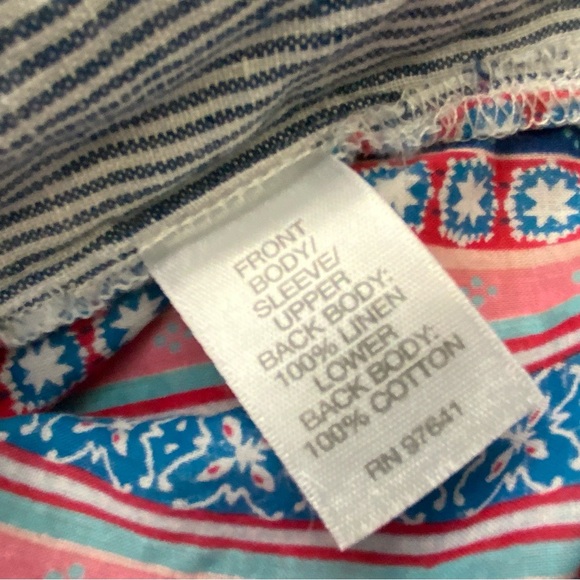 FRONT
BODY/
SLEEVE/
UPPER
BACK BODY:
100% LINEN
LOWER
BACK BODY:
100% COTTON
RN 97641